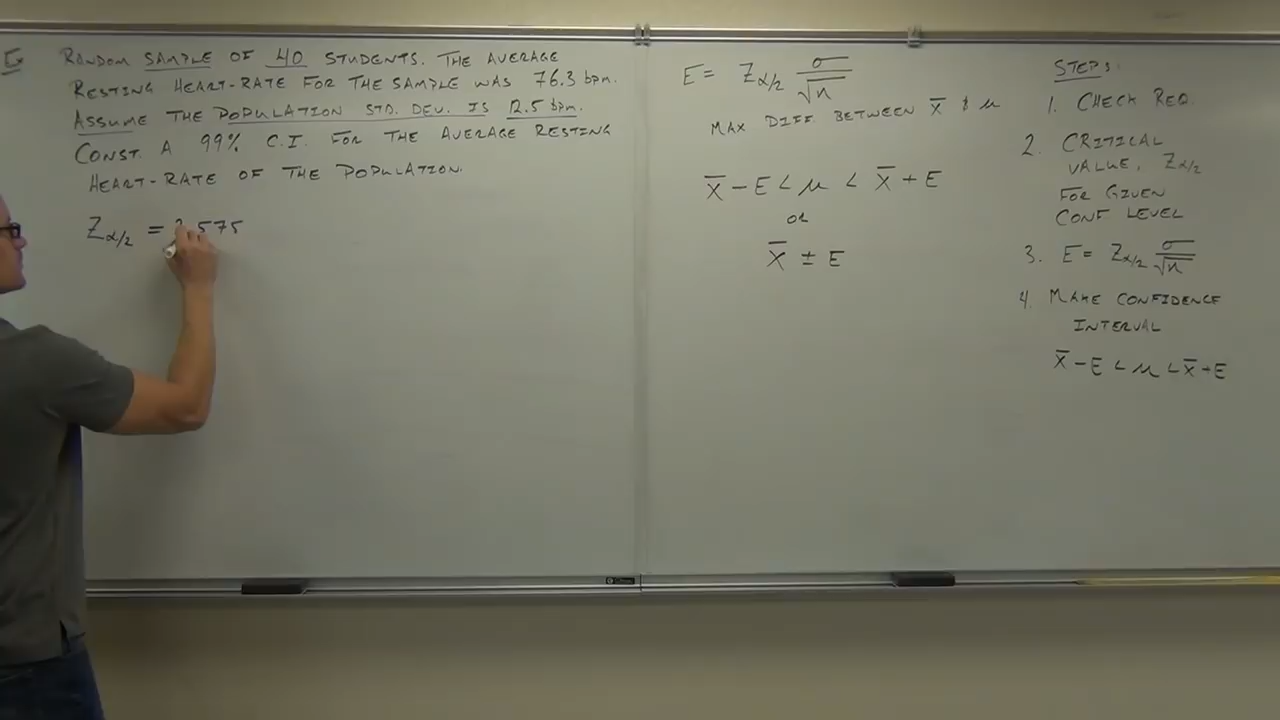 Ex RANDOM SAMPLE OF 40 STUDENTS. THE AVERAGE
RESTING HEART-RATE FOR THE SAMPLE WAS 76.3 bpm.
ASSUME THE POPULATION STD. DEV. IS 12.5 bpm.
CONST. A 99% C.I. FOR THE AVERAGE RESTING
HEART-RATE OF THE POPULATION.
Zα/2 = 2.575
E = Zα/2 σ/√n
MAX DIFF BETWEEN x̄ & μ
x̄ - E < μ < x̄ + E
OR
x̄ ± E
STEPS:
1. CHECK REQ.
2. CRITICAL
VALUE, Zα/2
FOR GIVEN
CONF LEVEL
3. E = Zα/2 σ/√n
4. MAKE CONFIDENCE
INTERVAL
x̄ - E < μ < x̄ + E